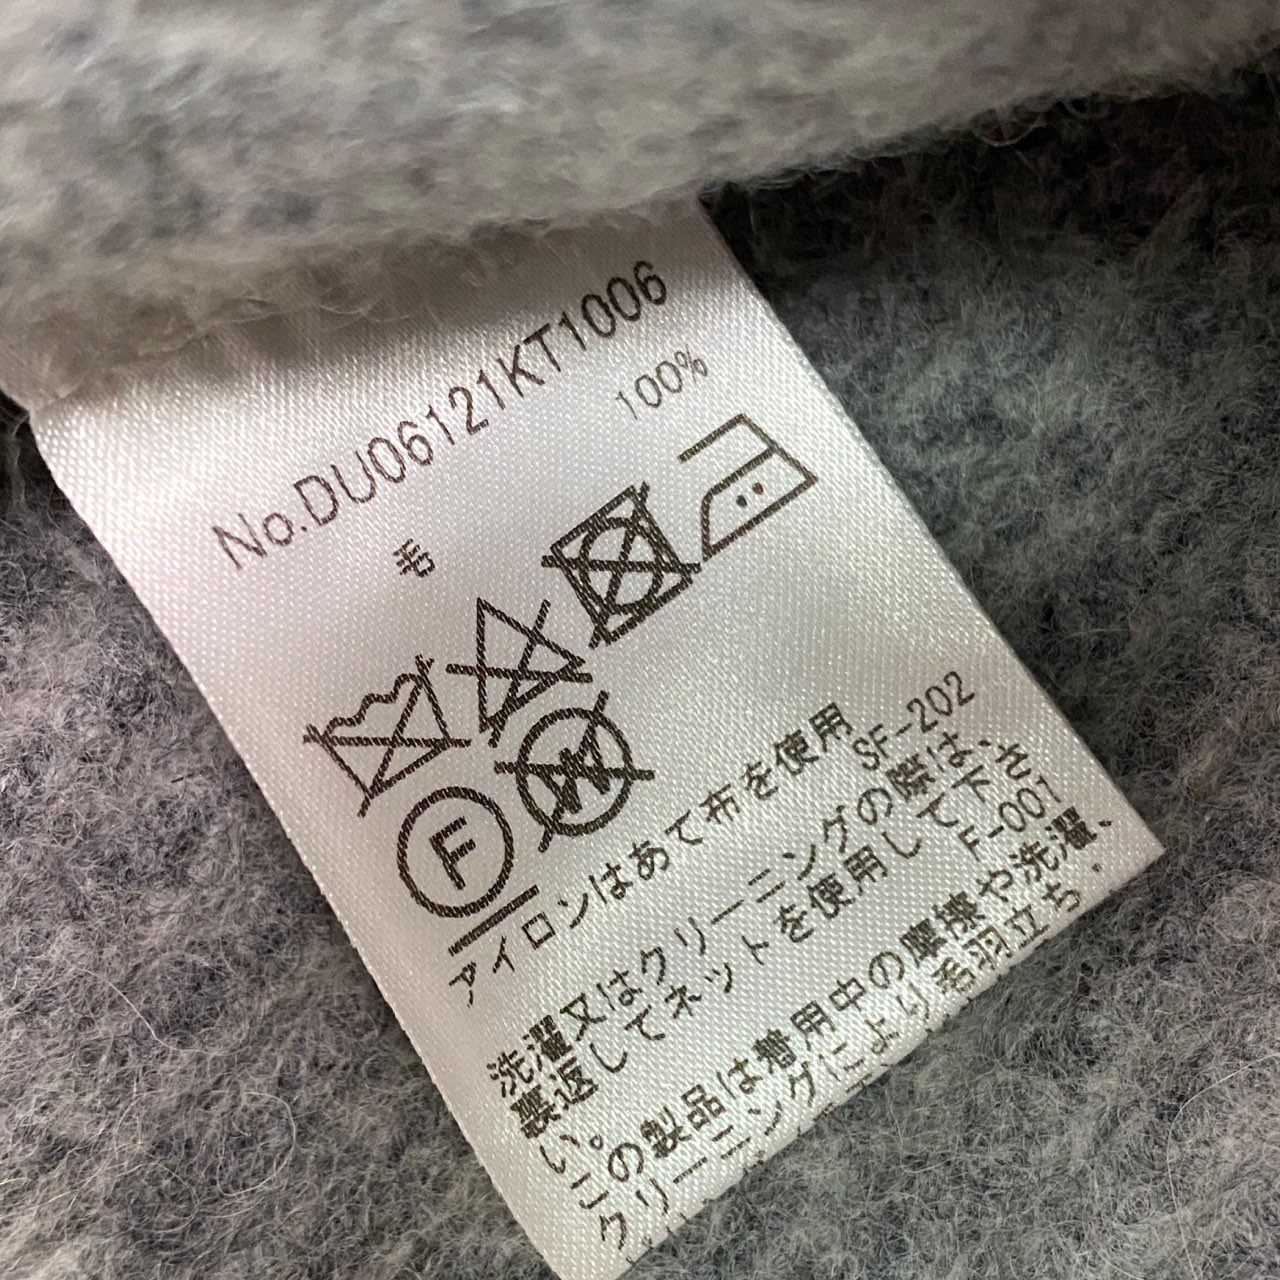 No.DU06121KT1006
毛 100%
F W
アイロンはあて布を使用
SF-202
洗濯又はクリーニングの際は、
裏返してネットを使用して下さ
い。 F-001
この製品は着用中の摩擦や洗濯、
クリーニングにより毛羽立ち、